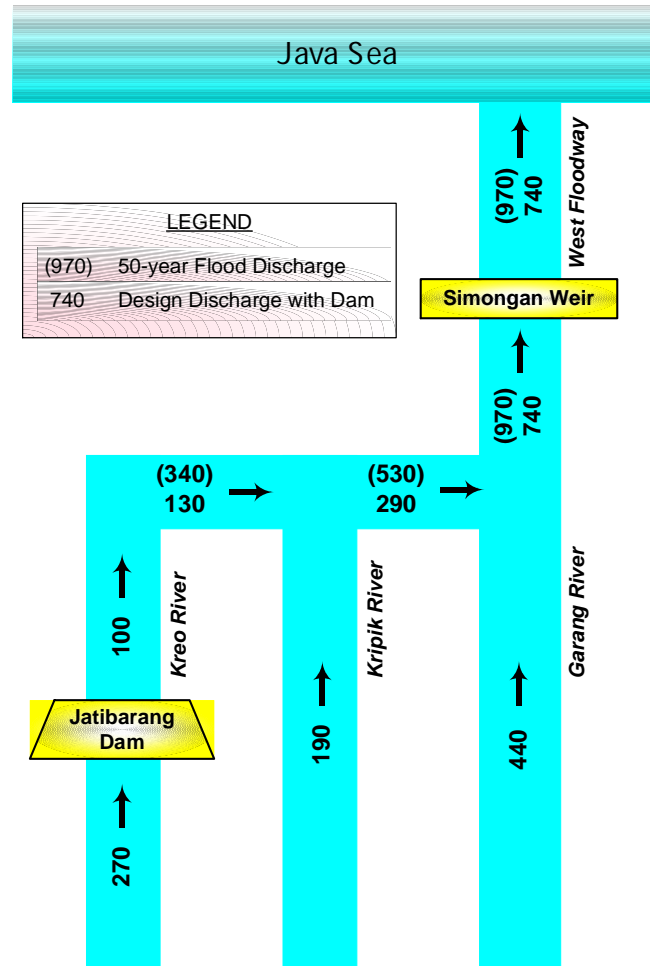 Java Sea
West Floodway
(970)
740
LEGEND
(970) 50-year Flood Discharge
740 Design Discharge with Dam
Simongan Weir
(970)
740
(340)
130
(530)
290
100
Kreo River
Kripik River
Garang River
Jatibarang
Dam
190
440
270